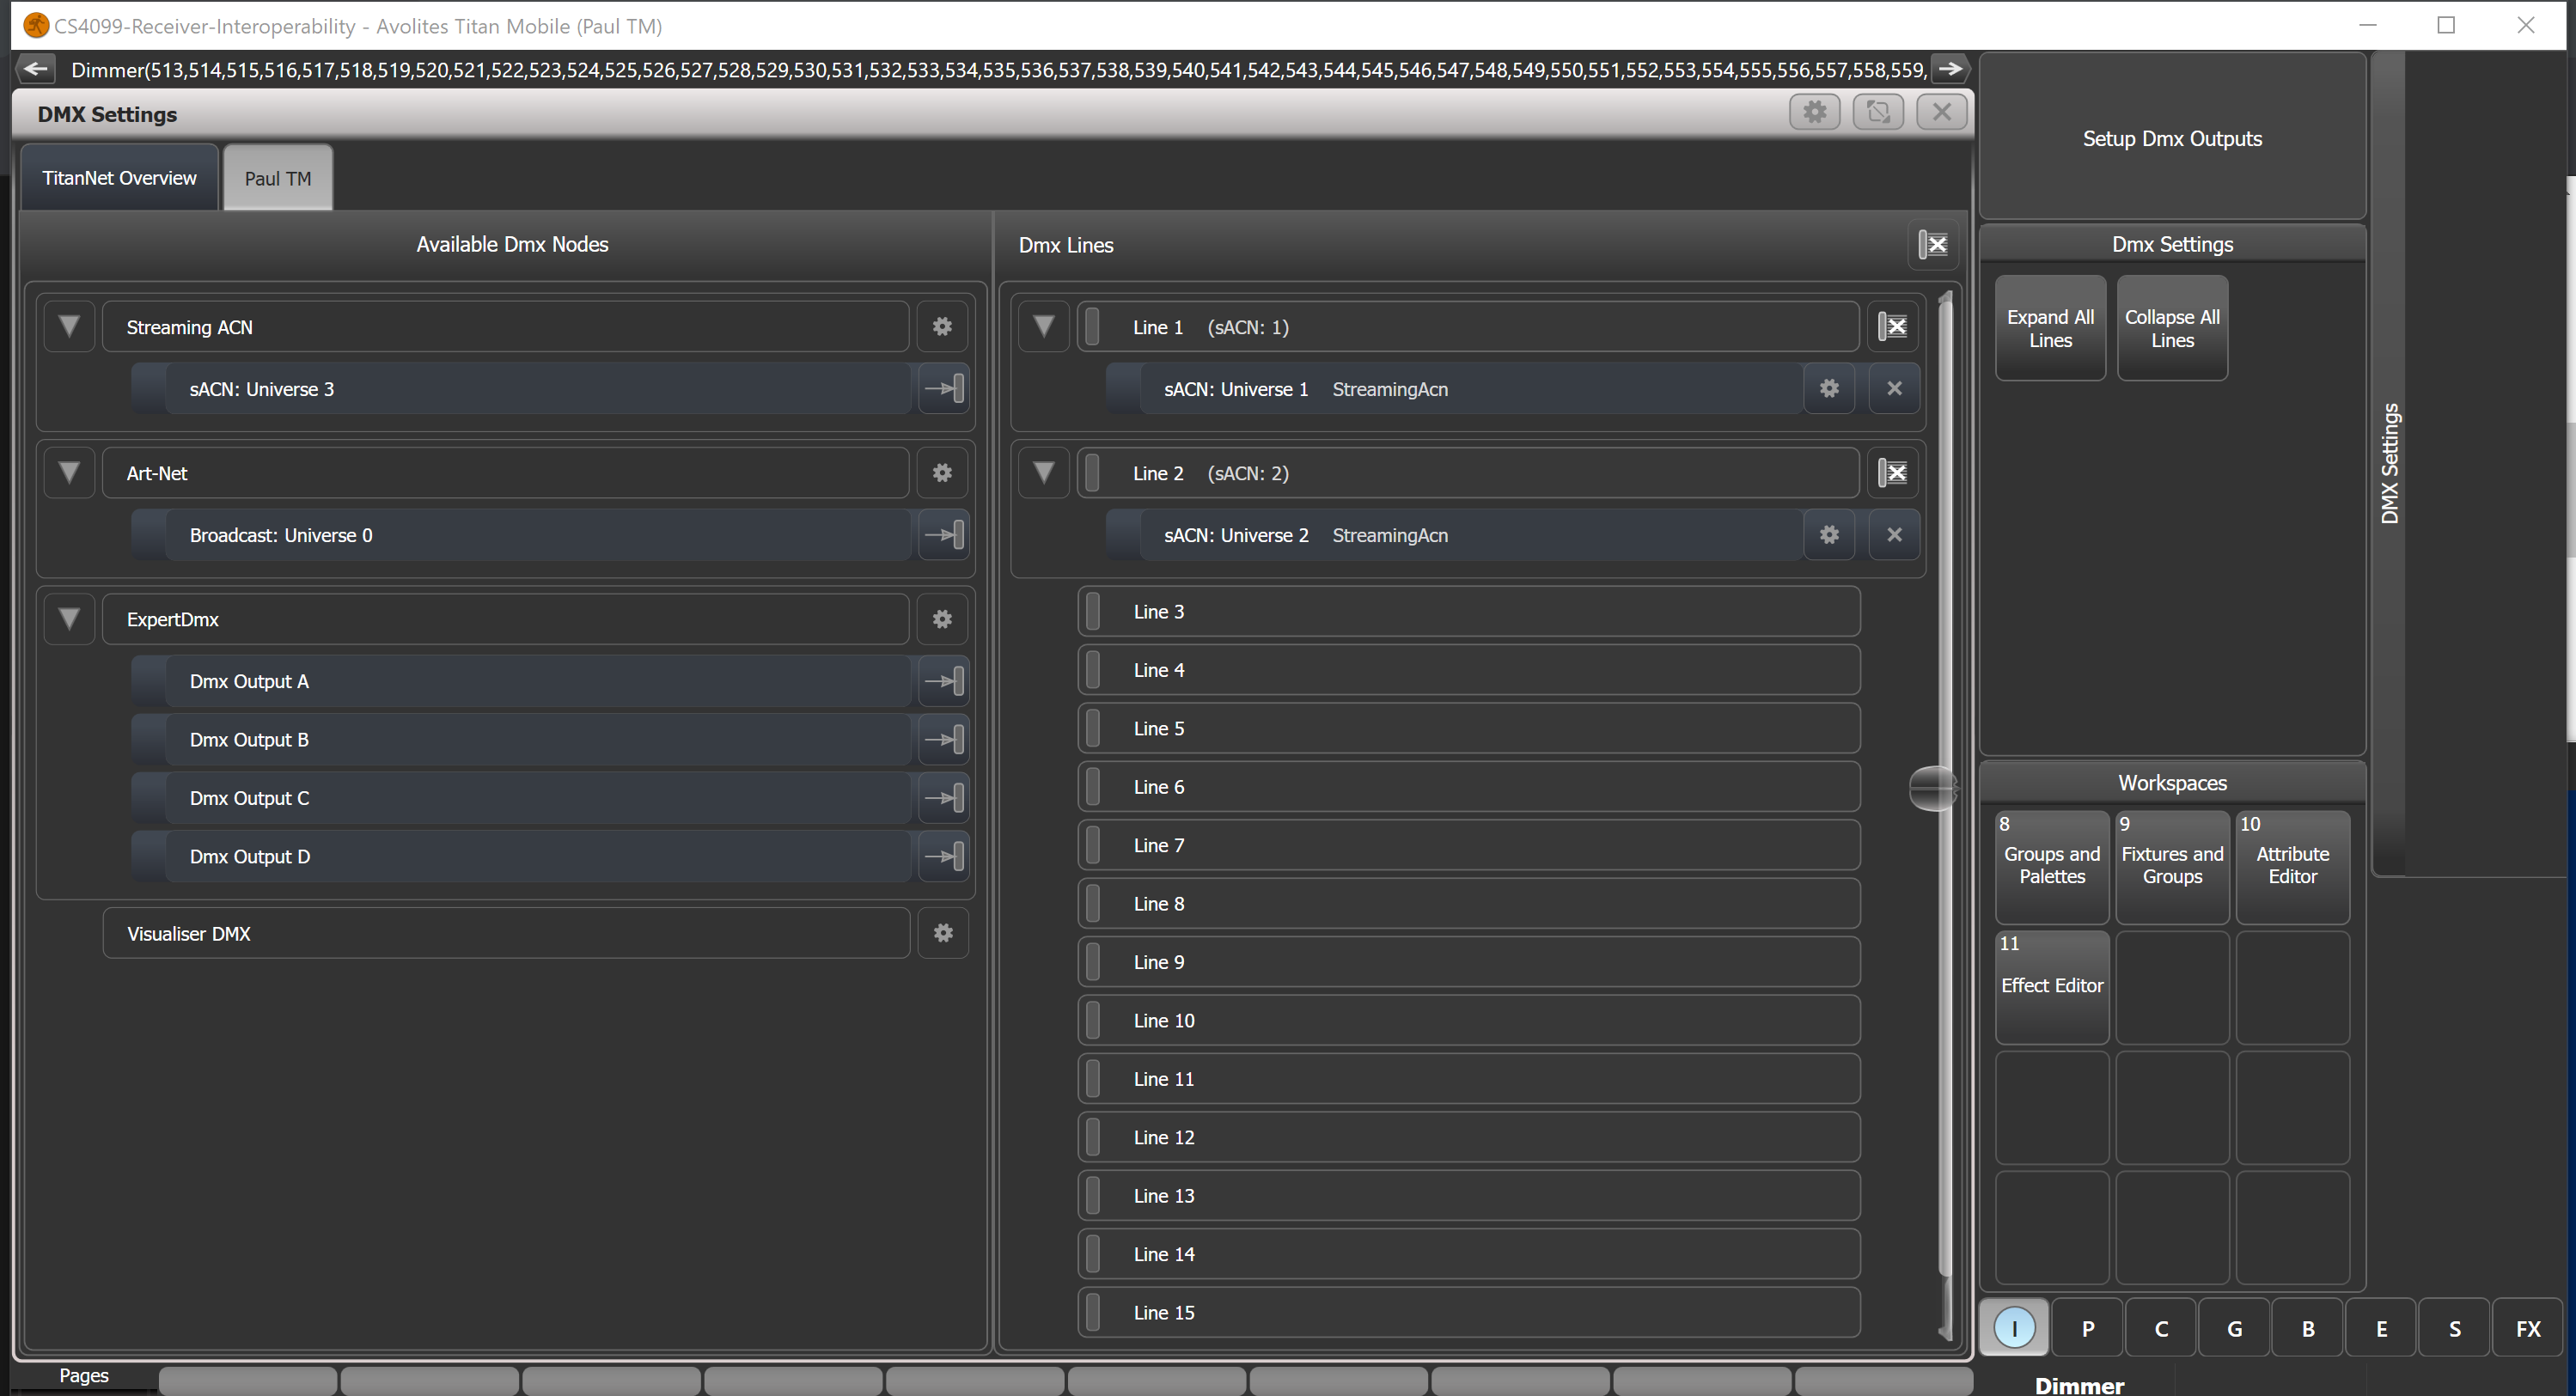 CS4099-Receiver-Interoperability - Avolites Titan Mobile (Paul TM)
Dimmer(513,514,515,516,517,518,519,520,521,522,523,524,525,526,527,528,529,530,531,532,533,534,535,536,537,538,539,540,541,542,543,544,545,546,547,548,549,550,551,552,553,554,555,556,557,558,559,
DMX Settings
TitanNet Overview
Paul TM
Available Dmx Nodes
Streaming ACN
sACN: Universe 3
Art-Net
Broadcast: Universe 0
ExpertDmx
Dmx Output A
Dmx Output B
Dmx Output C
Dmx Output D
Visualiser DMX
Dmx Lines
Line 1 (sACN: 1)
sACN: Universe 1 StreamingAcn
Line 2 (sACN: 2)
sACN: Universe 2 StreamingAcn
Line 3
Line 4
Line 5
Line 6
Line 7
Line 8
Line 9
Line 10
Line 11
Line 12
Line 13
Line 14
Line 15
Setup Dmx Outputs
Dmx Settings
Expand All
Lines
Collapse All
Lines
DMX Settings
Workspaces
8
Groups and
Palettes
9
Fixtures and
Groups
10
Attribute
Editor
11
Effect Editor
I P C G B E S FX
Pages
Dimmer